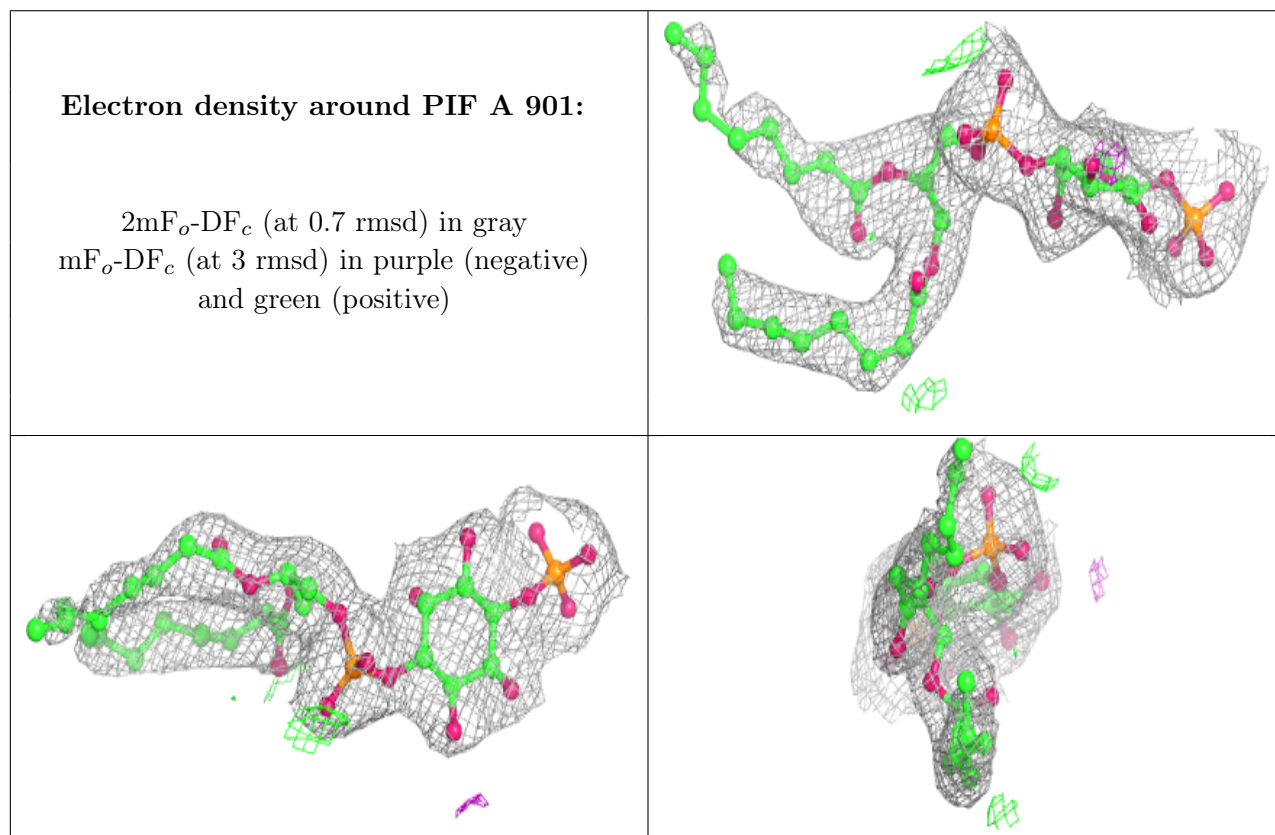 Electron density around PIF A 901:
2mFo-DFc (at 0.7 rmsd) in gray
mFo-DFc (at 3 rmsd) in purple (negative)
and green (positive)